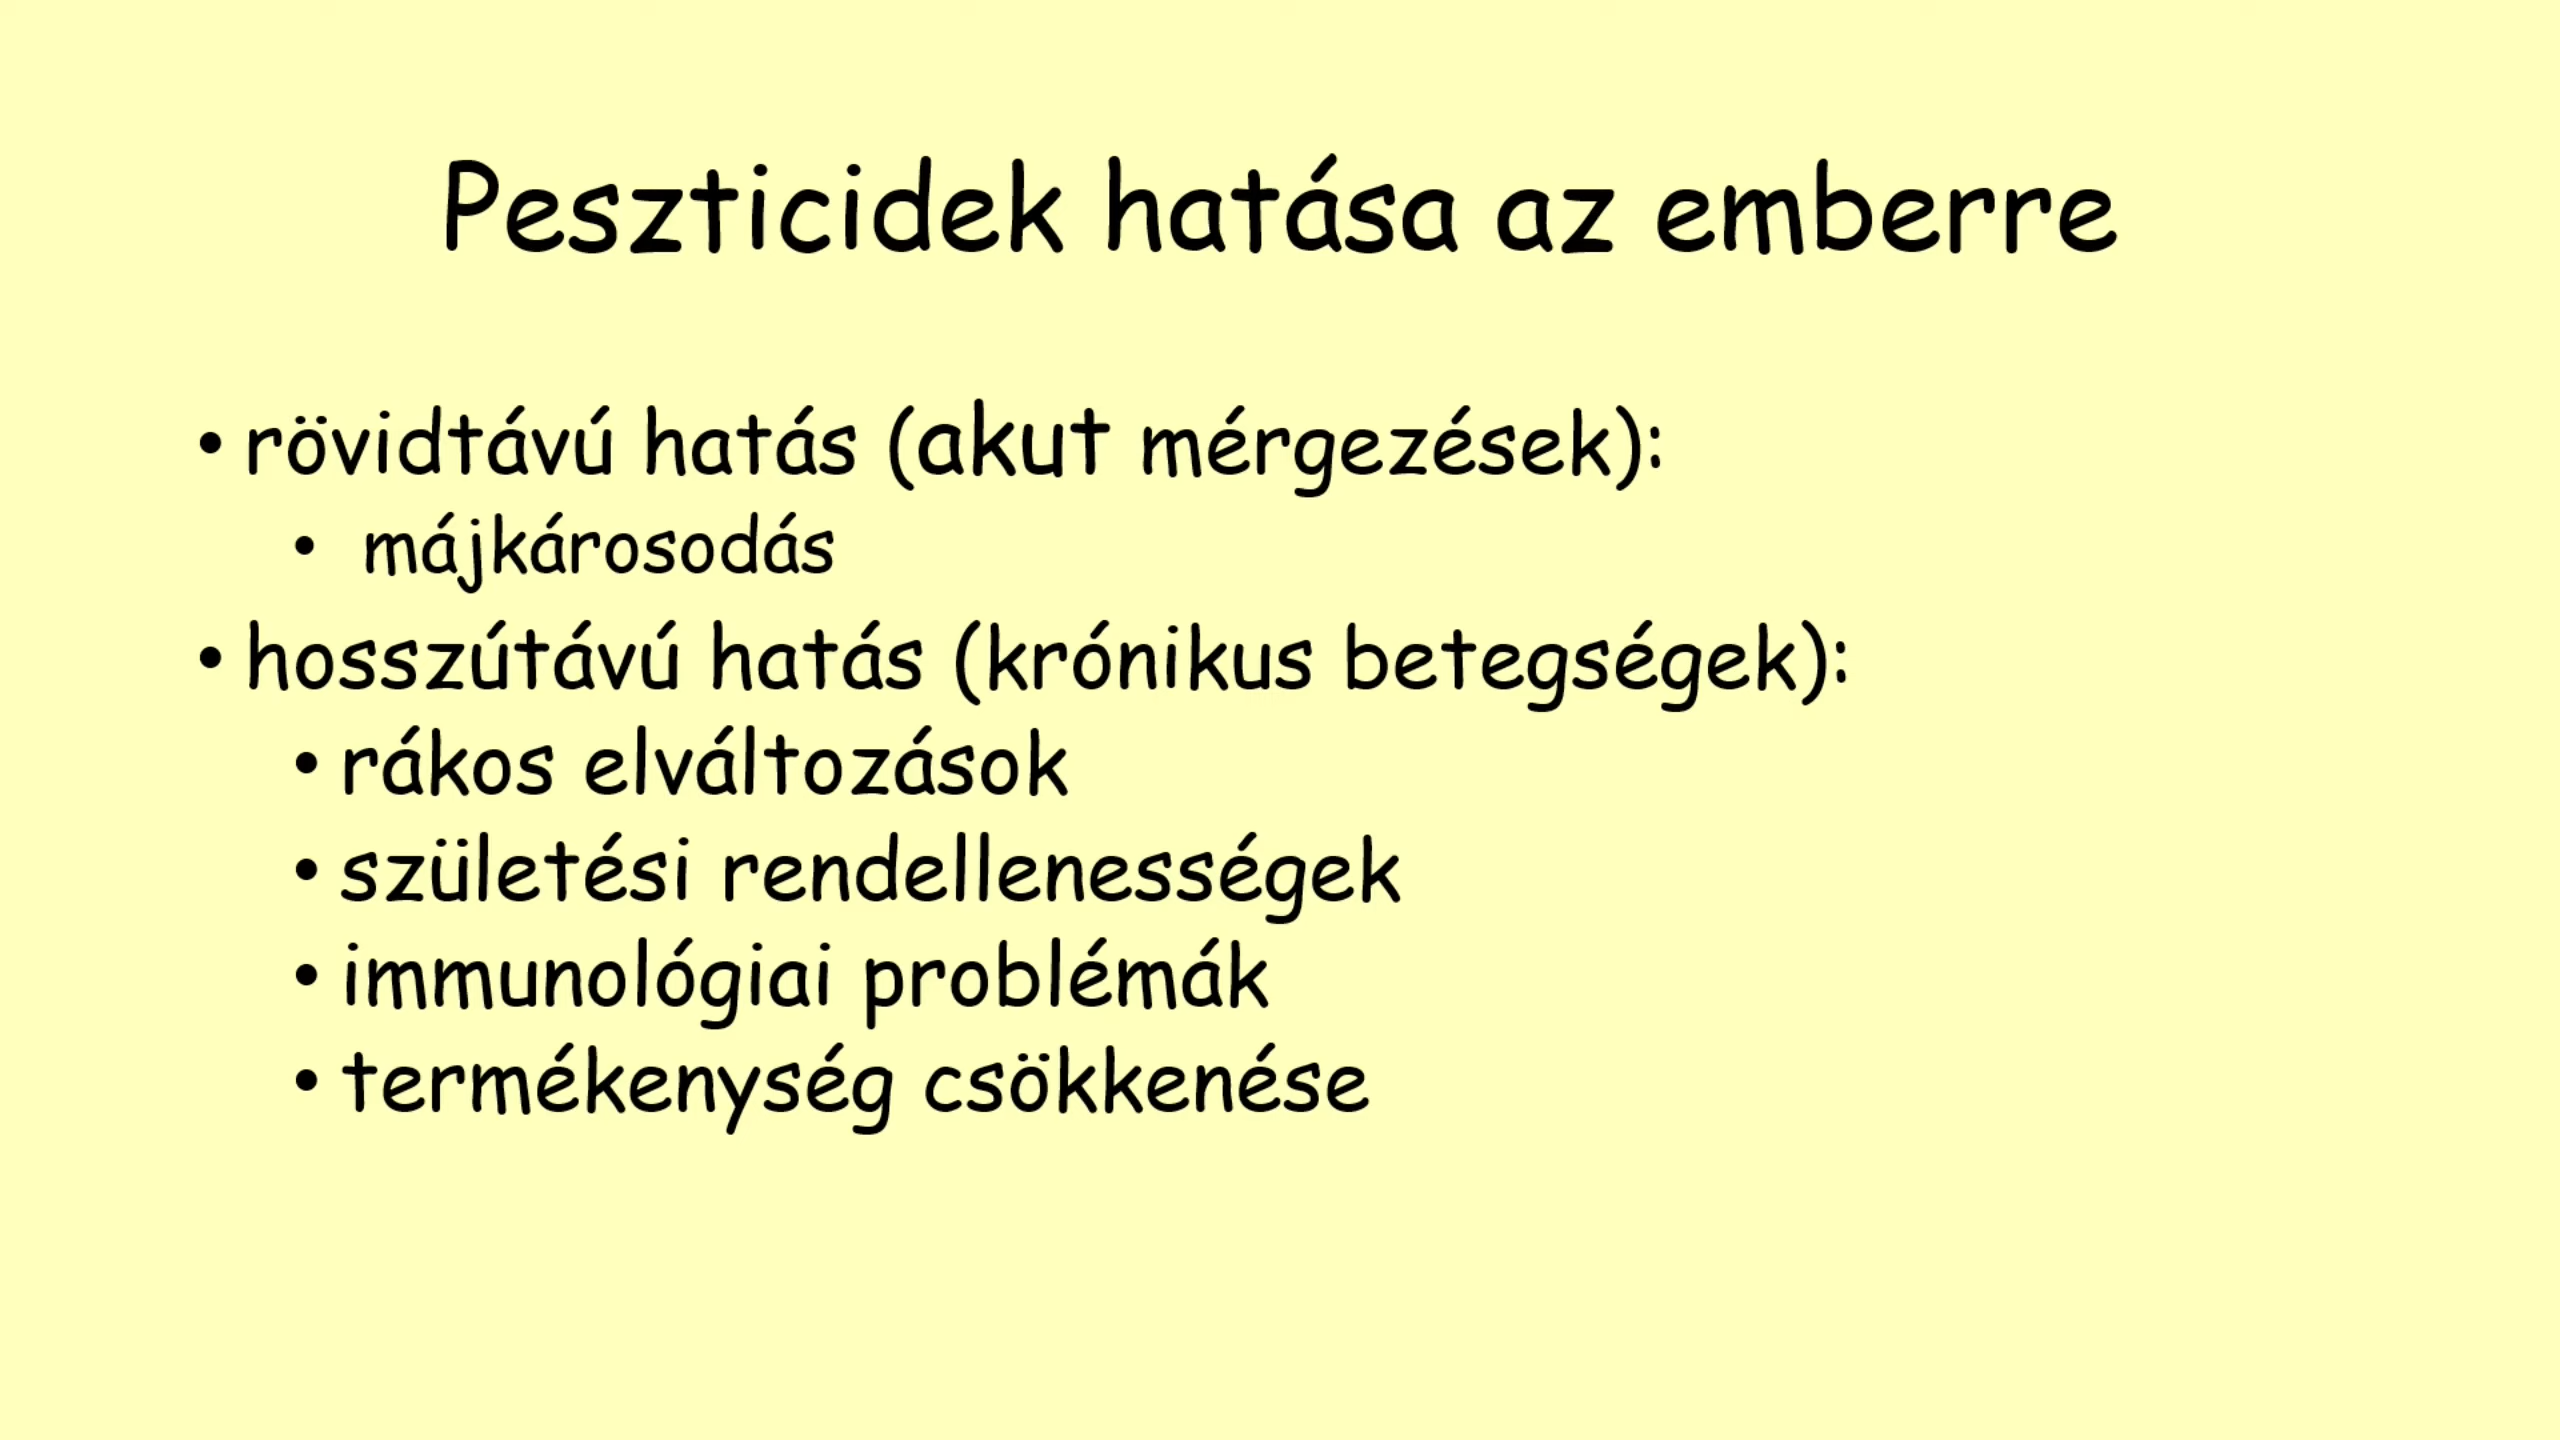 Peszticidek hatása az emberre
• rövidtávú hatás (akut mérgezések):
• májkárosodás
• hosszútávú hatás (krónikus betegségek):
• rákos elváltozások
• születési rendellenességek
• immunológiai problémák
• termékenység csökkenése